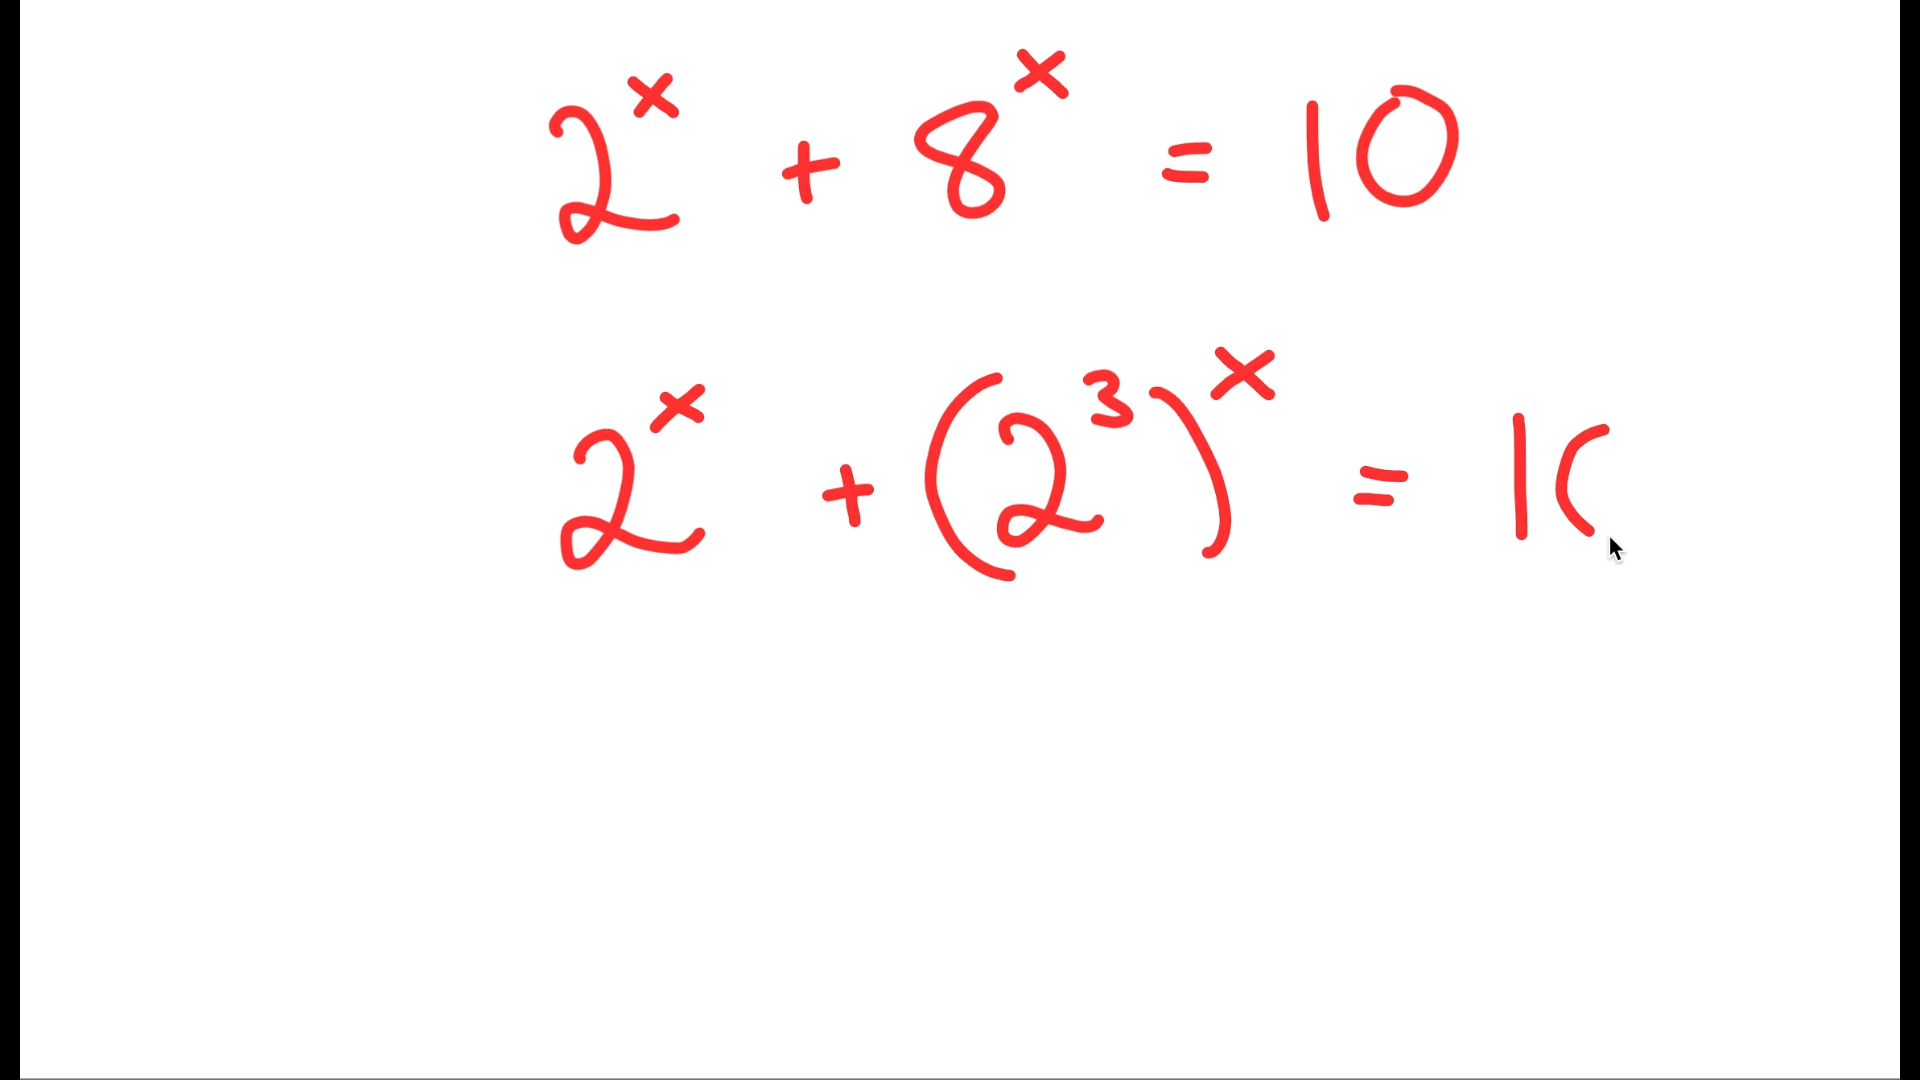 2^x + 8^x = 10
2^x + (2^3)^x = 1(